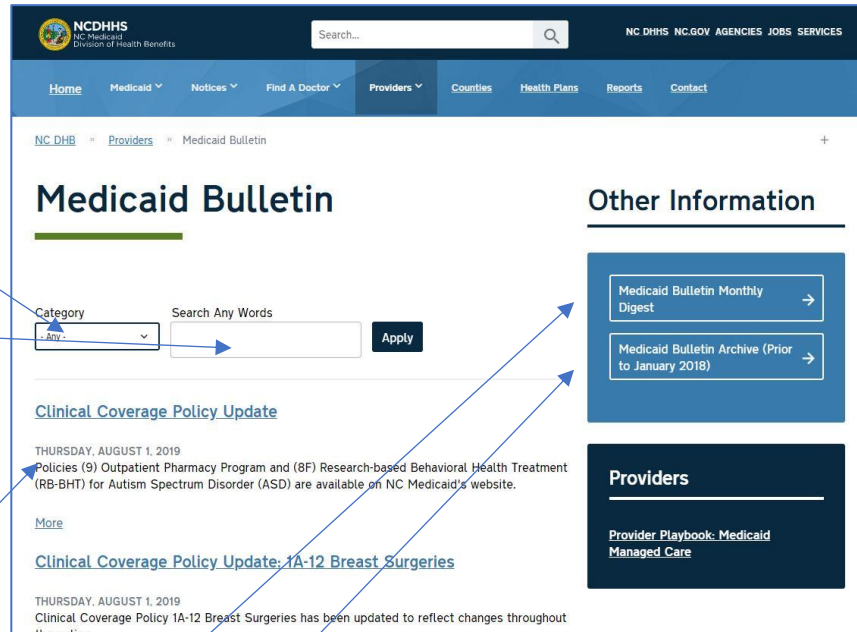 NCDHHS
NC Medicaid
Division of Health Benefits
Search...
NC DHHS NC.GOV AGENCIES JOBS SERVICES
Home Medicaid Notices Find A Doctor Providers Counties Health Plans Reports Contact
NC DHB » Providers » Medicaid Bulletin +
Medicaid Bulletin
Category Search Any Words
- Any - Apply
Clinical Coverage Policy Update
THURSDAY, AUGUST 1, 2019
Policies (9) Outpatient Pharmacy Program and (8F) Research-based Behavioral Health Treatment
(RB-BHT) for Autism Spectrum Disorder (ASD) are available on NC Medicaid's website.
More
Clinical Coverage Policy Update: 1A-12 Breast Surgeries
THURSDAY, AUGUST 1, 2019
Clinical Coverage Policy 1A-12 Breast Surgeries has been updated to reflect changes throughout
Other Information
Medicaid Bulletin Monthly
Digest
Medicaid Bulletin Archive (Prior
to January 2018)
Providers
Provider Playbook: Medicaid
Managed Care